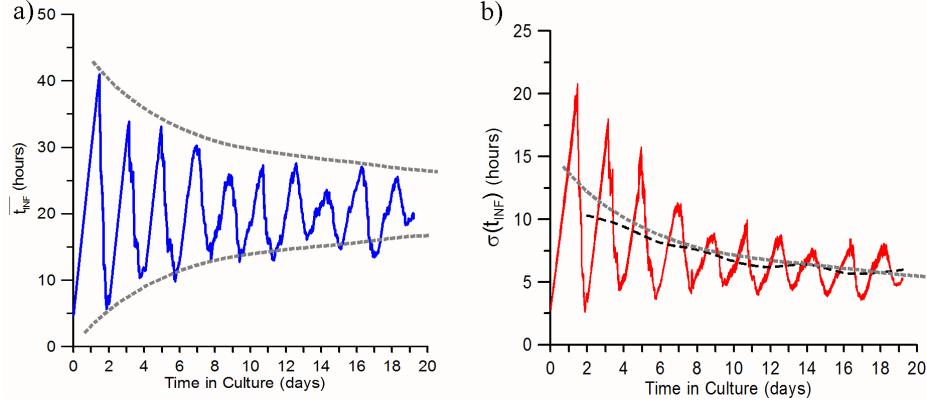 a)
50
40
30
20
10
0
t̅INF (hours)
0 2 4 6 8 10 12 14 16 18 20
Time in Culture (days)
b)
25
20
15
10
5
0
σ(tINF) (hours)
0 2 4 6 8 10 12 14 16 18 20
Time in Culture (days)